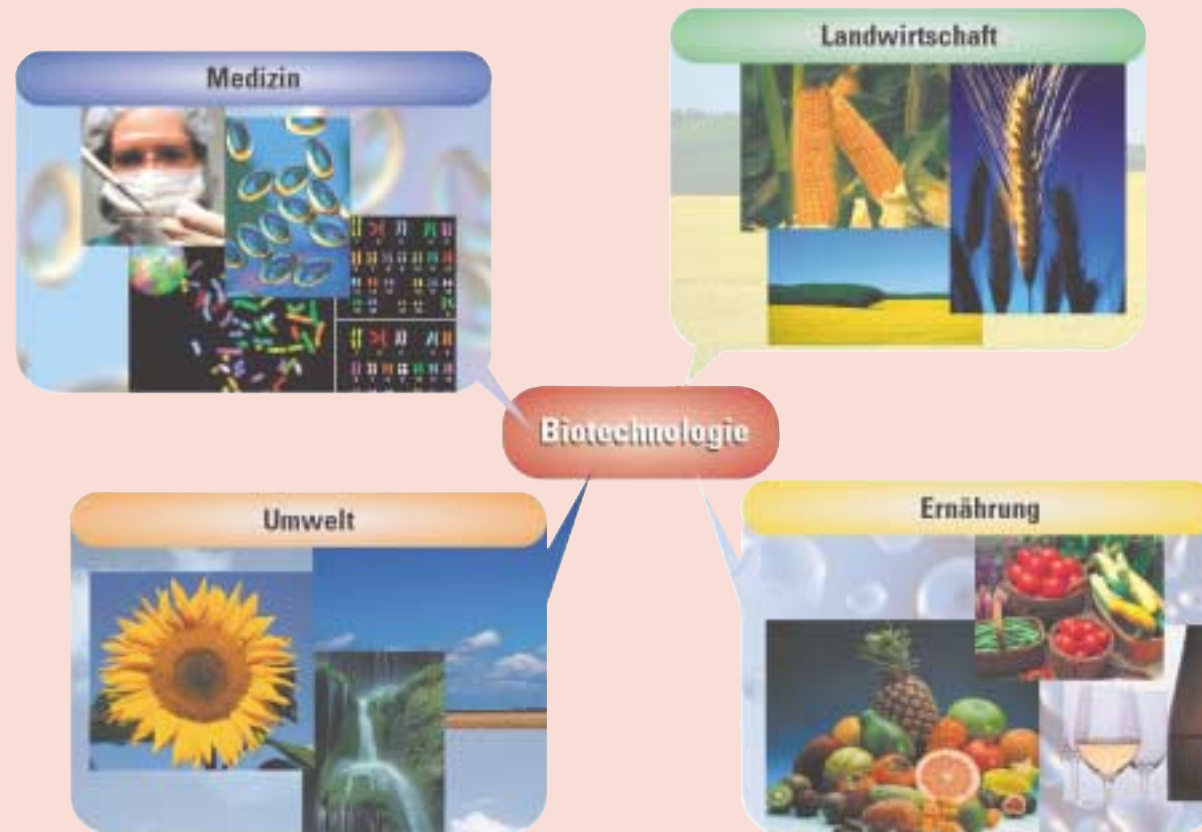 Medizin
Landwirtschaft
Biotechnologie
Umwelt
Ernährung